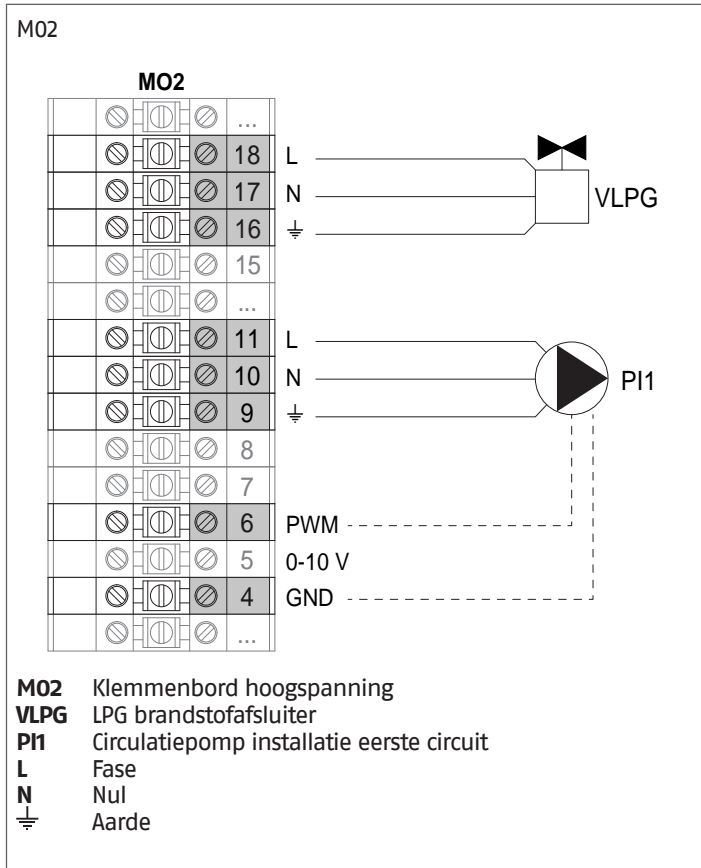 M02
MO2
...
18 L
17 N VLPG
16 ⏚
15
...
11 L
10 N PI1
9 ⏚
8
7
6 PWM
5 0-10 V
4 GND
...
M02 Klemmenbord hoogspanning
VLPG LPG brandstofafsluiter
PI1 Circulatiepomp installatie eerste circuit
L Fase
N Nul
⏚ Aarde